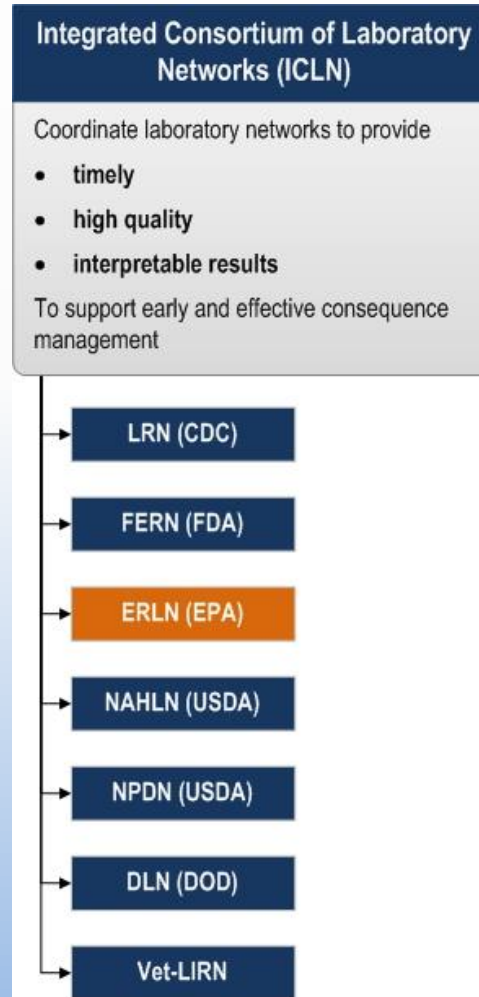 Integrated Consortium of Laboratory
Networks (ICLN)
Coordinate laboratory networks to provide
• timely
• high quality
• interpretable results
To support early and effective consequence
management
LRN (CDC)
FERN (FDA)
ERLN (EPA)
NAHLN (USDA)
NPDN (USDA)
DLN (DOD)
Vet-LIRN